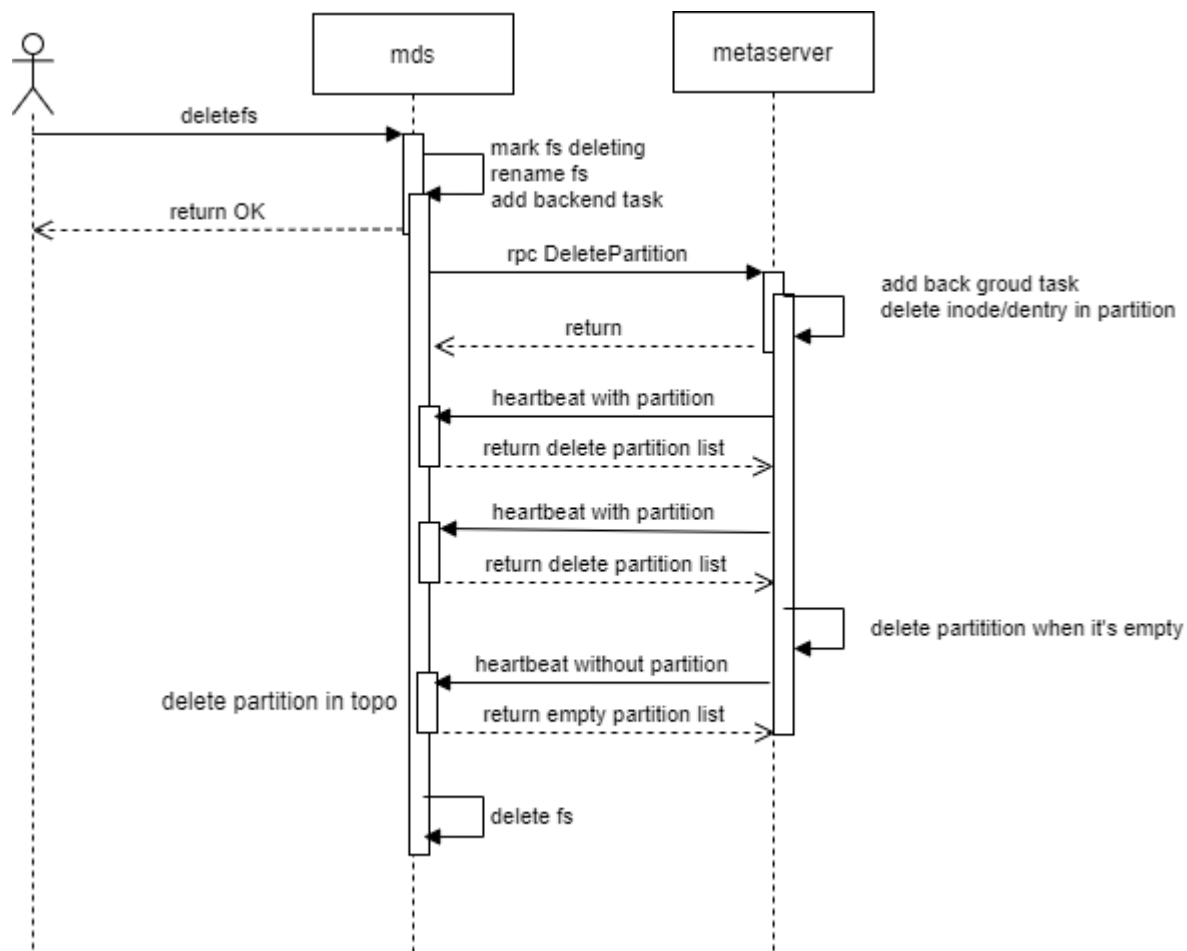 mds
metaserver
deletefs
mark fs deleting
rename fs
add backend task
return OK
rpc DeletePartition
add back groud task
delete inode/dentry in partition
return
heartbeat with partition
return delete partition list
heartbeat with partition
return delete partition list
delete partitition when it's empty
heartbeat without partition
delete partition in topo
return empty partition list
delete fs